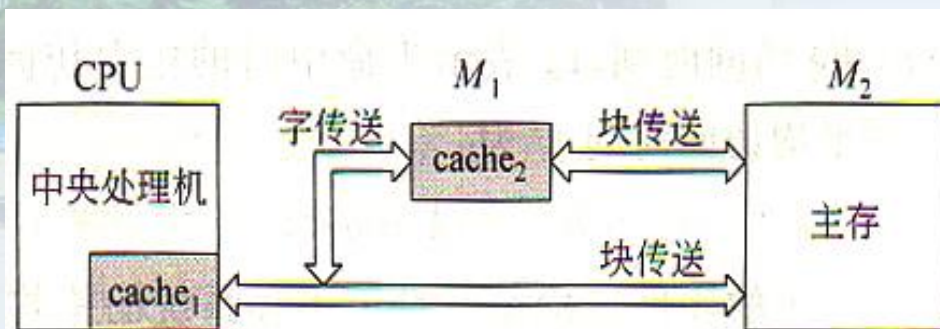 CPU
M₁
M₂
字传送
块传送
cache₂
中央处理机
主存
块传送
cache₁